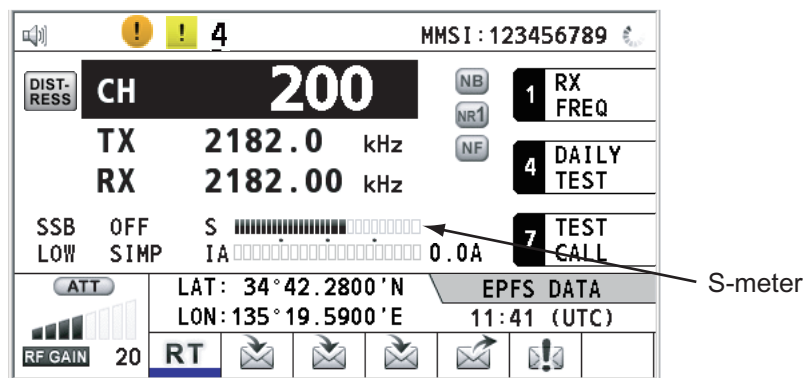 ! ! 4 MMSI:123456789
DIST-
RESS
CH 200
NB
1 RX
FREQ
NR1
TX 2182.0 kHz
NF
4 DAILY
TEST
RX 2182.00 kHz
SSB OFF S
LOW SIMP IA 0.0A
7 TEST
CALL
S-meter
ATT
LAT: 34°42.2800'N
EPFS DATA
LON:135°19.5900'E
11:41 (UTC)
RF GAIN 20
RT
!